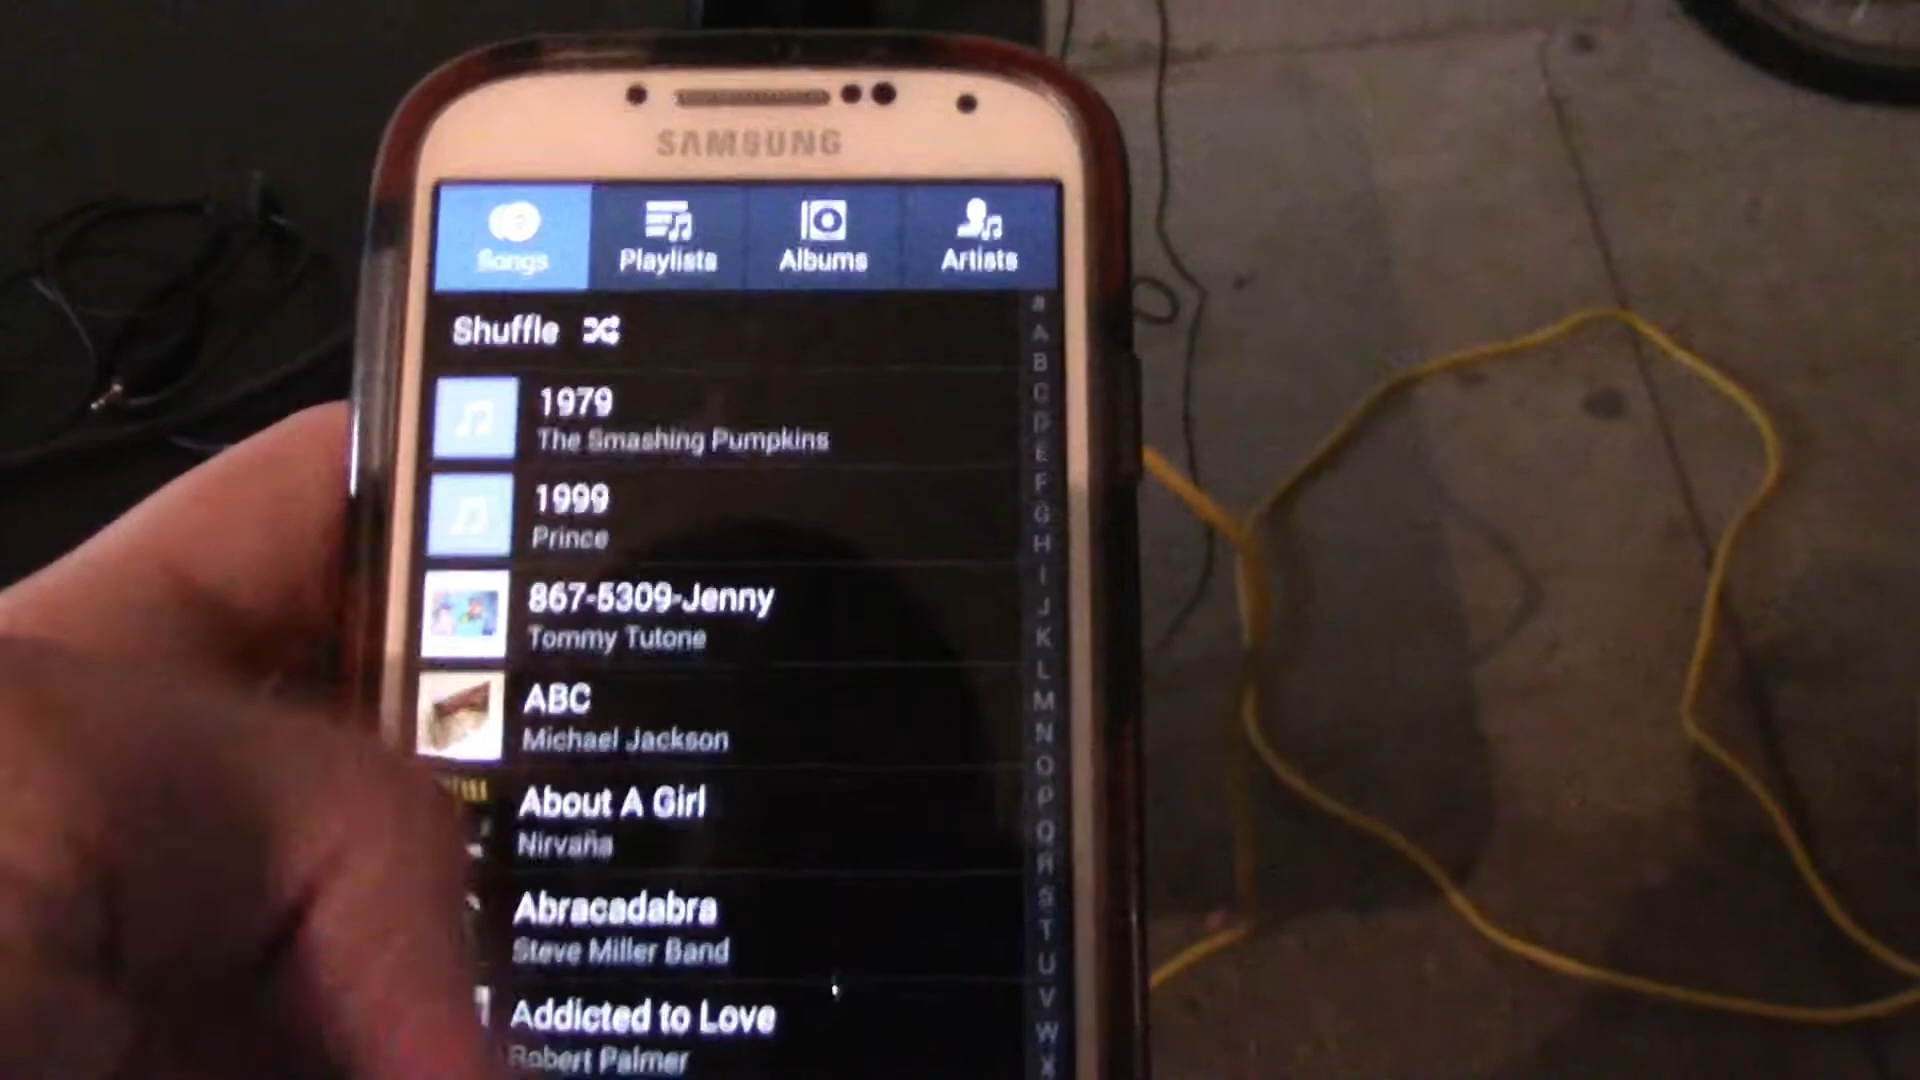 SAMSUNG
Songs
Playlists
Albums
Artists
Shuffle
1979
The Smashing Pumpkins
1999
Prince
867-5309-Jenny
Tommy Tutone
ABC
Michael Jackson
About A Girl
Nirvaña
Abracadabra
Steve Miller Band
Addicted to Love
Robert Palmer
#
A
B
C
D
E
F
G
H
I
J
K
L
M
N
O
P
Q
R
S
T
U
V
W
X